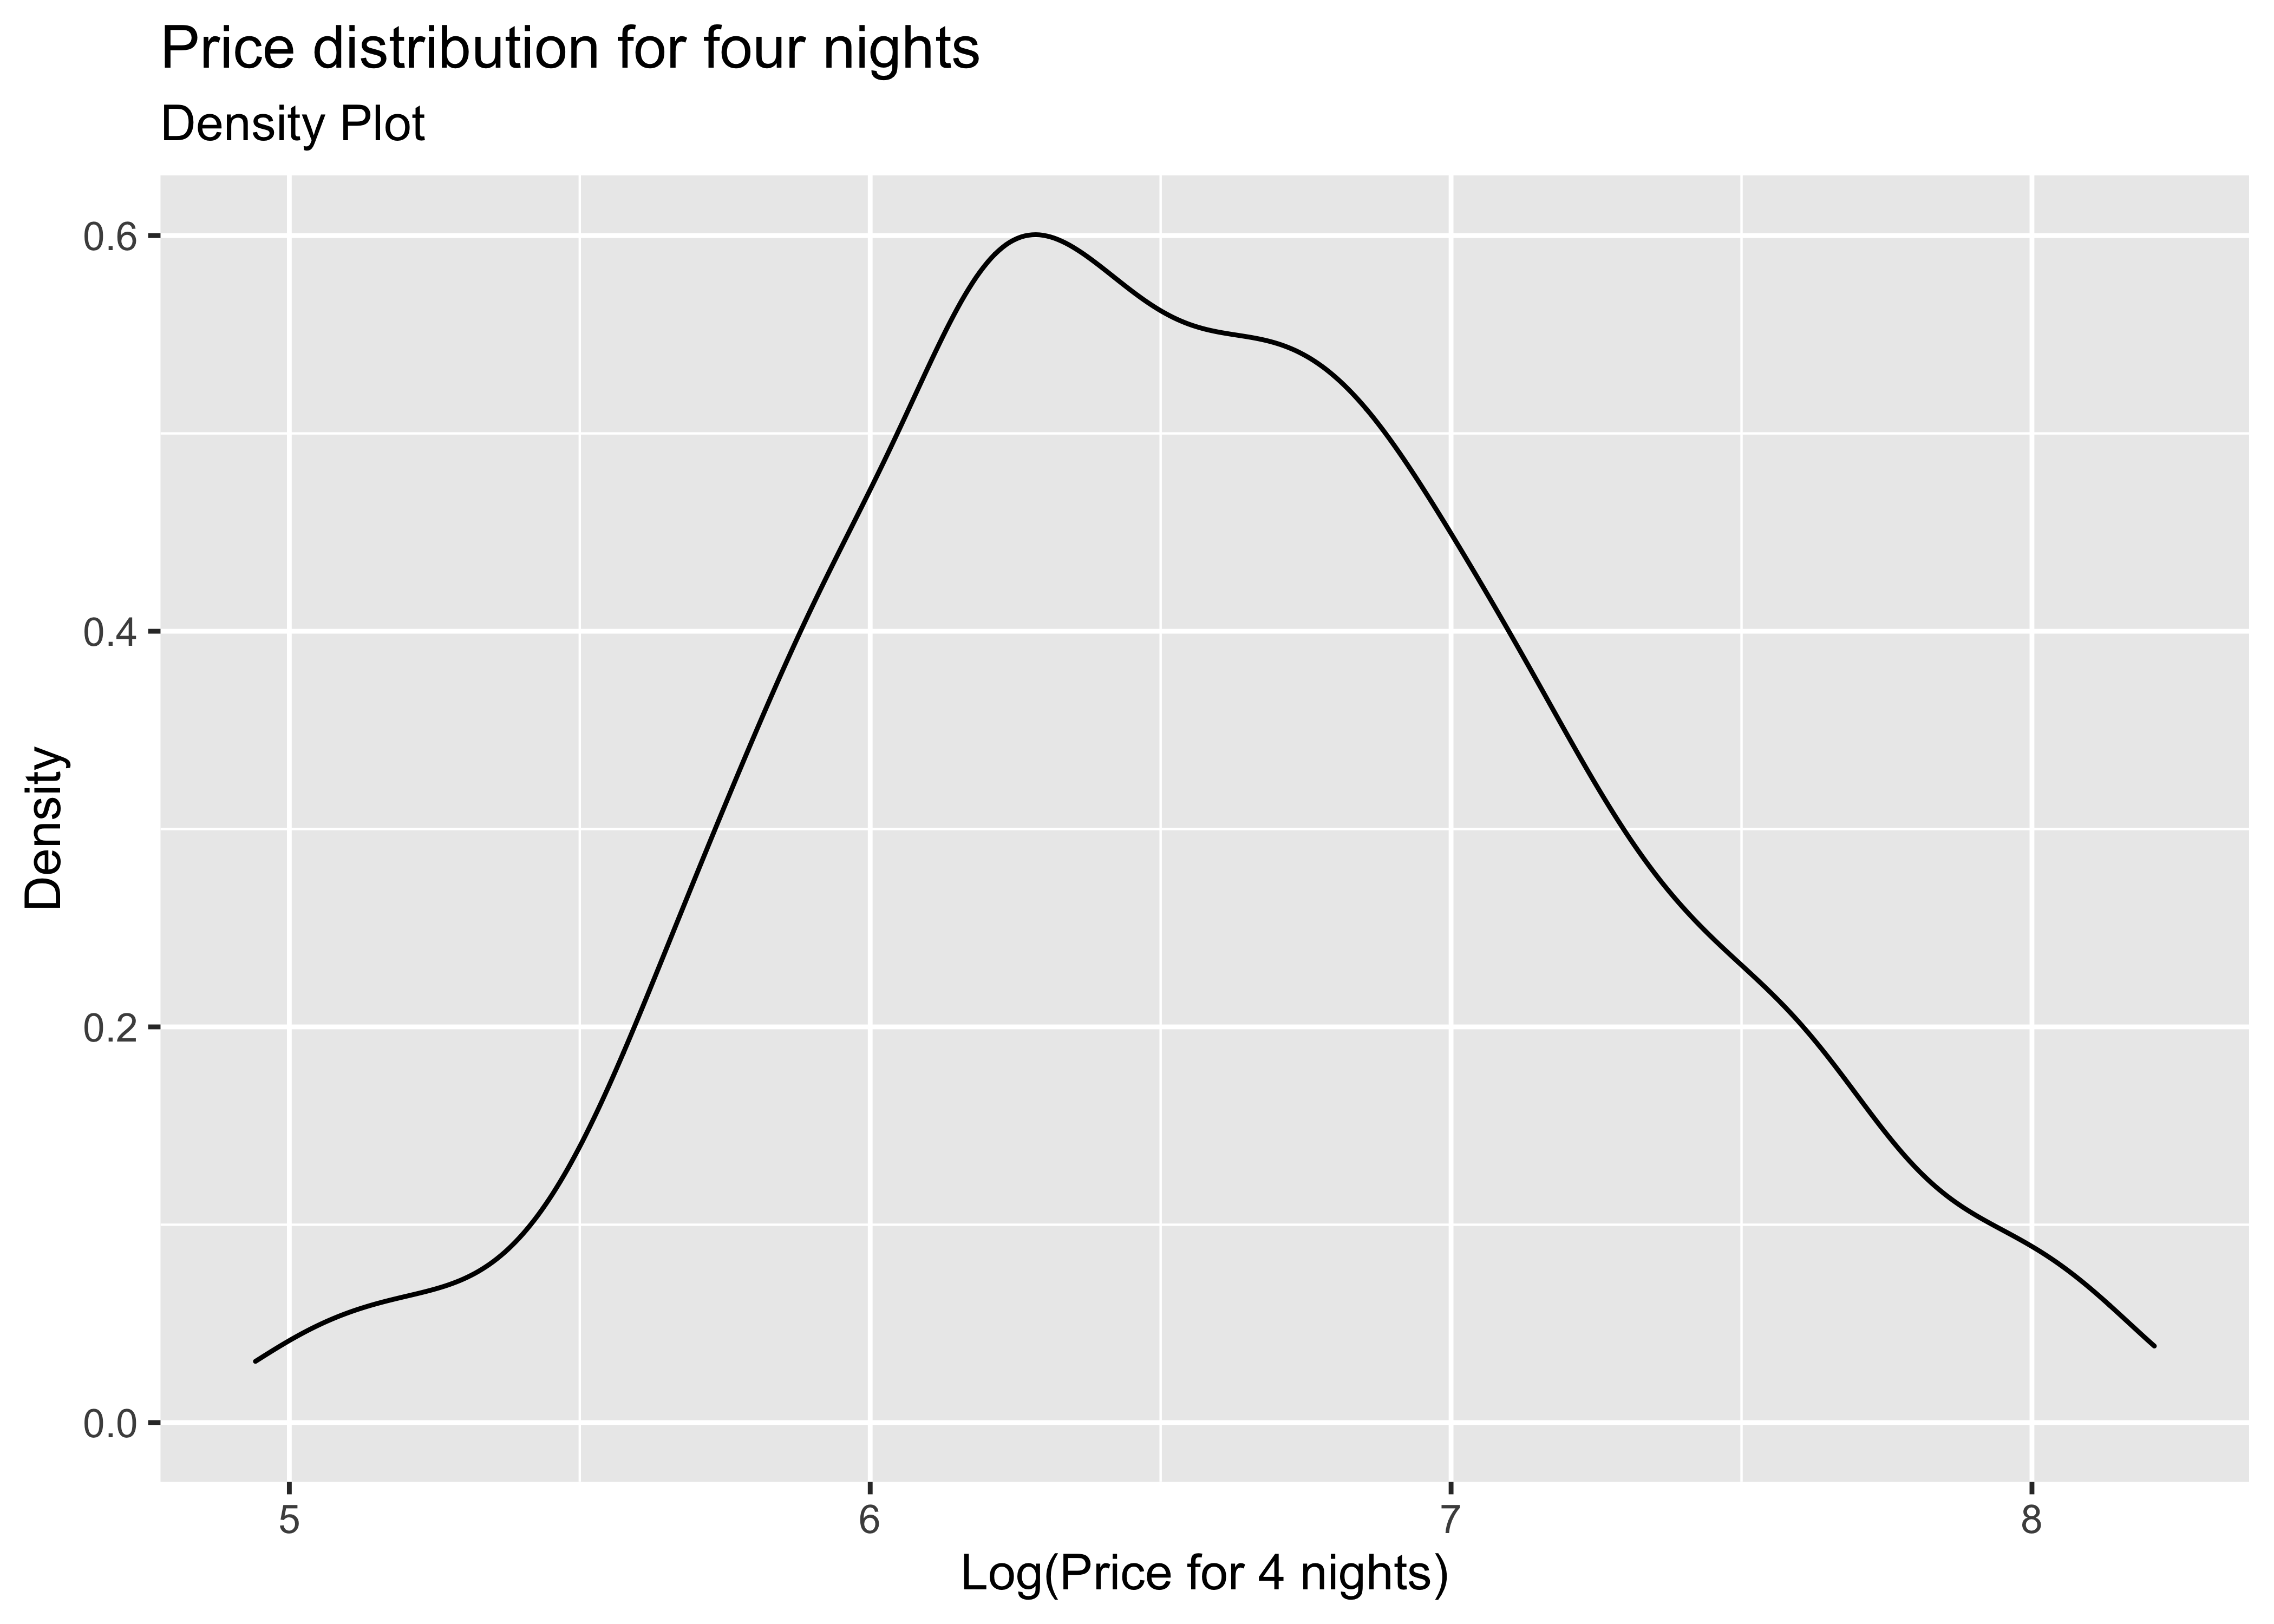 Price distribution for four nights
Density Plot
0.6
0.4
0.2
0.0
Density
5
6
7
8
Log(Price for 4 nights)